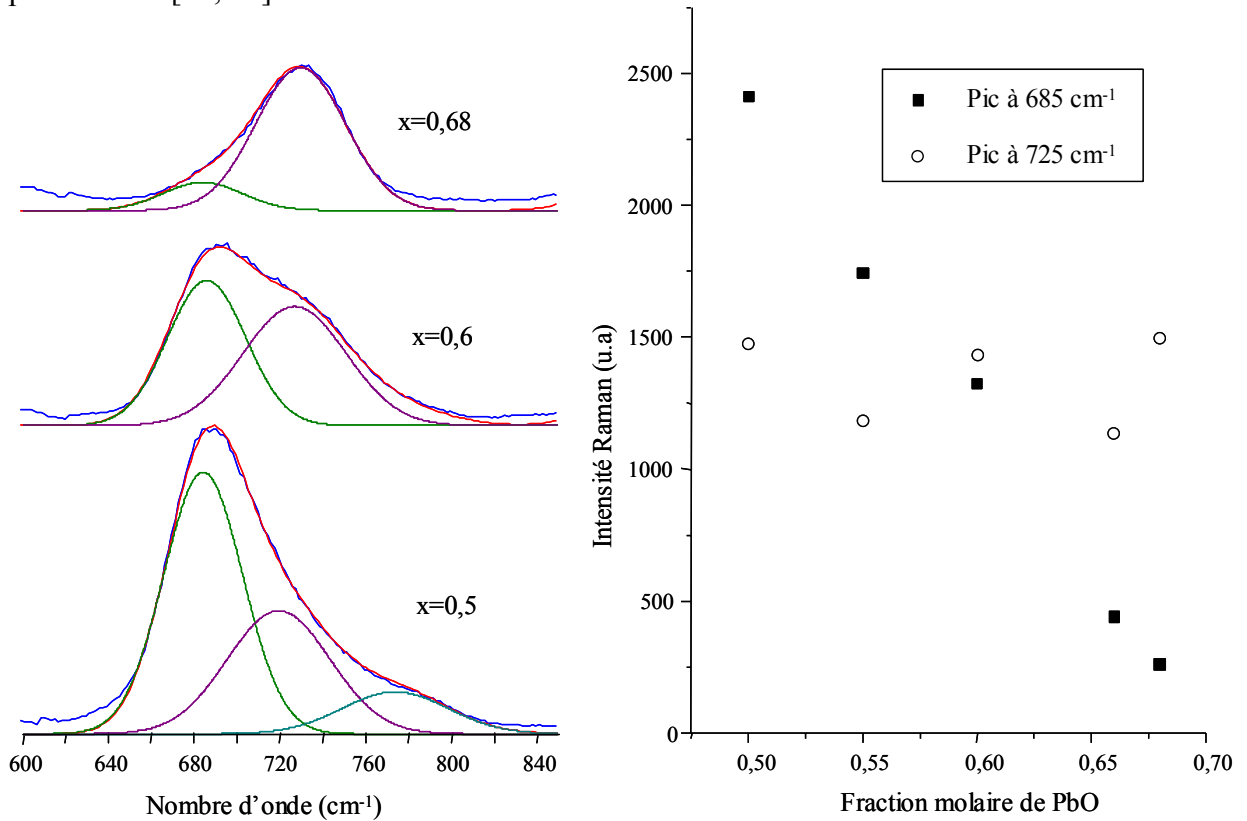 x=0,68
x=0,6
x=0,5
600 640 680 720 760 800 840
Nombre d'onde (cm-1)
2500
2000
1500
1000
500
0
Intensité Raman (u.a)
Pic à 685 cm-1
Pic à 725 cm-1
0,50 0,55 0,60 0,65 0,70
Fraction molaire de PbO